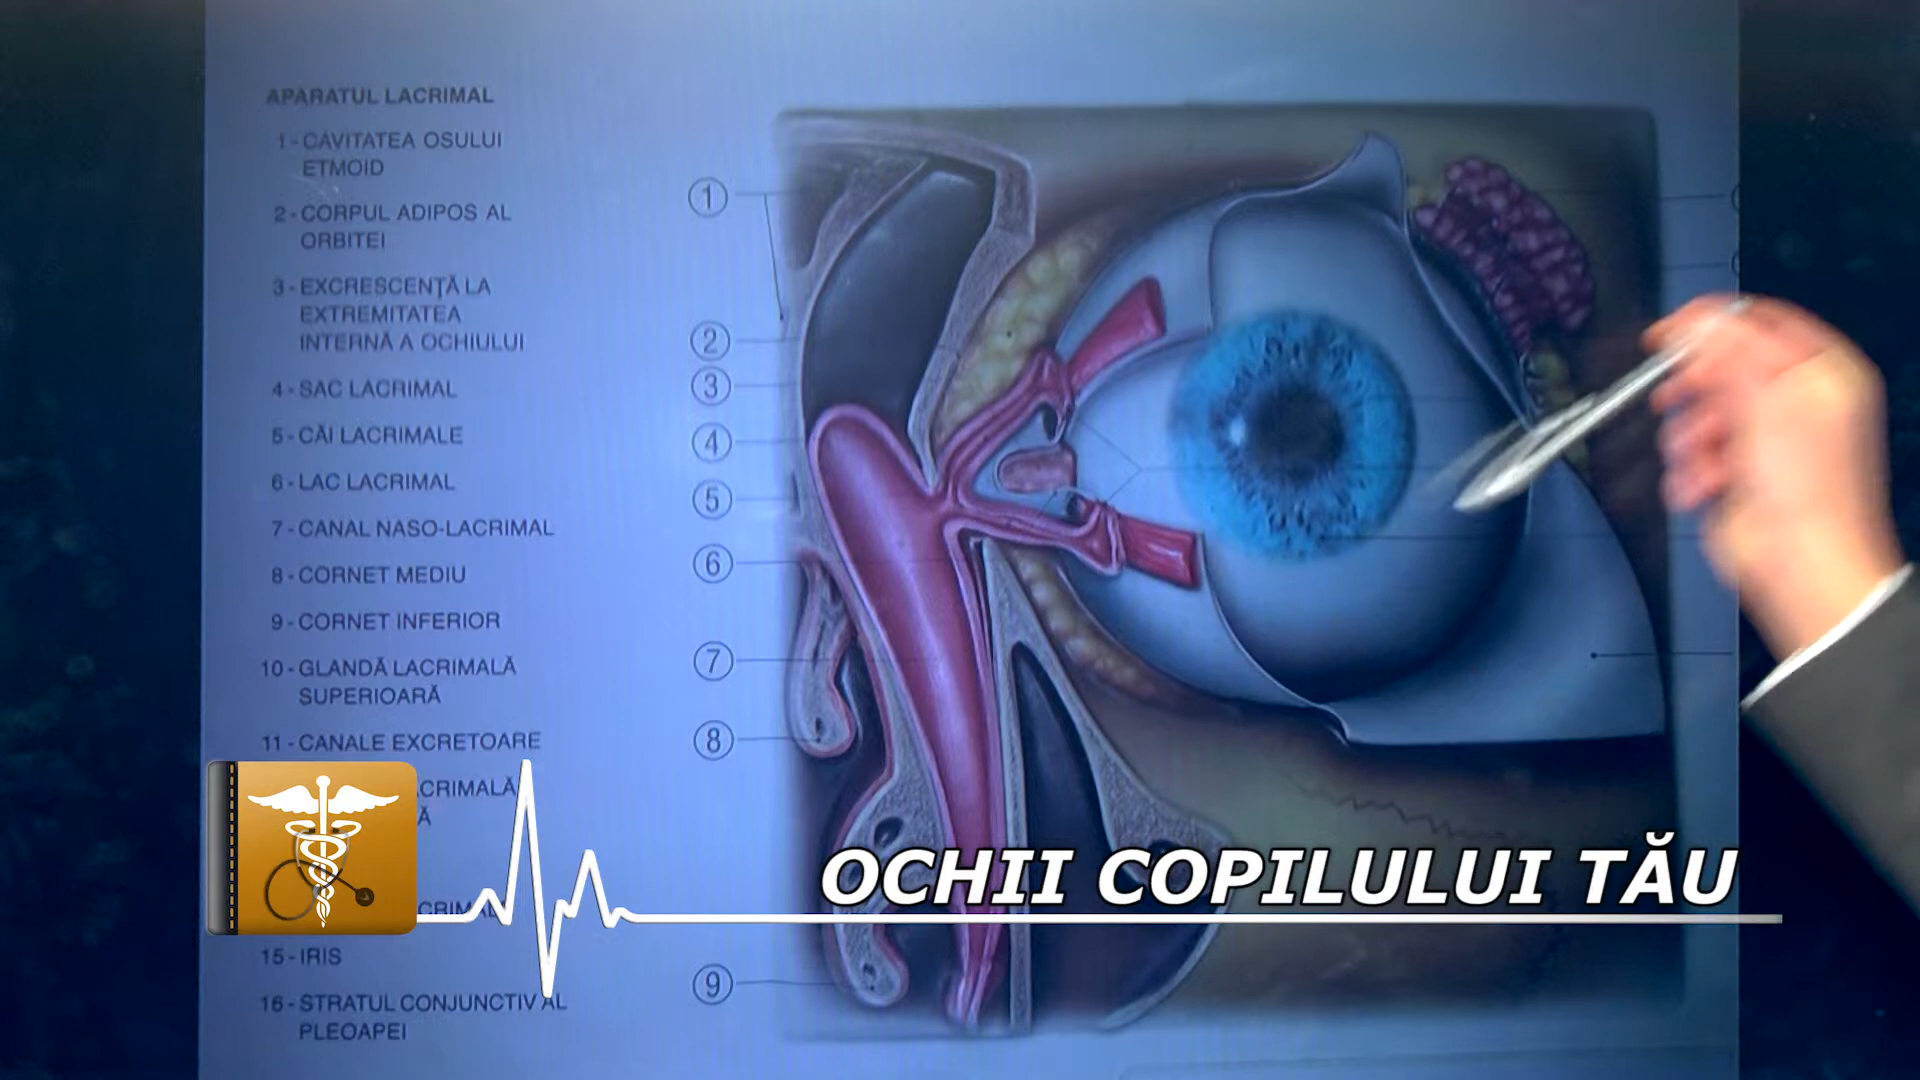 APARATUL LACRIMAL
1 - CAVITATEA OSULUI
ETMOID
2 - CORPUL ADIPOS AL
ORBITEI
3 - EXCRESCENȚĂ LA
EXTREMITATEA
INTERNĂ A OCHIULUI
4 - SAC LACRIMAL
5 - CĂI LACRIMALE
6 - LAC LACRIMAL
7 - CANAL NASO-LACRIMAL
8 - CORNET MEDIU
9 - CORNET INFERIOR
10 - GLANDĂ LACRIMALĂ
SUPERIOARĂ
11 - CANALE EXCRETOARE
15 - IRIS
16 - STRATUL CONJUNCTIV AL
PLEOAPEI
1
2
3
4
5
6
7
8
9
OCHII COPILULUI TĂU